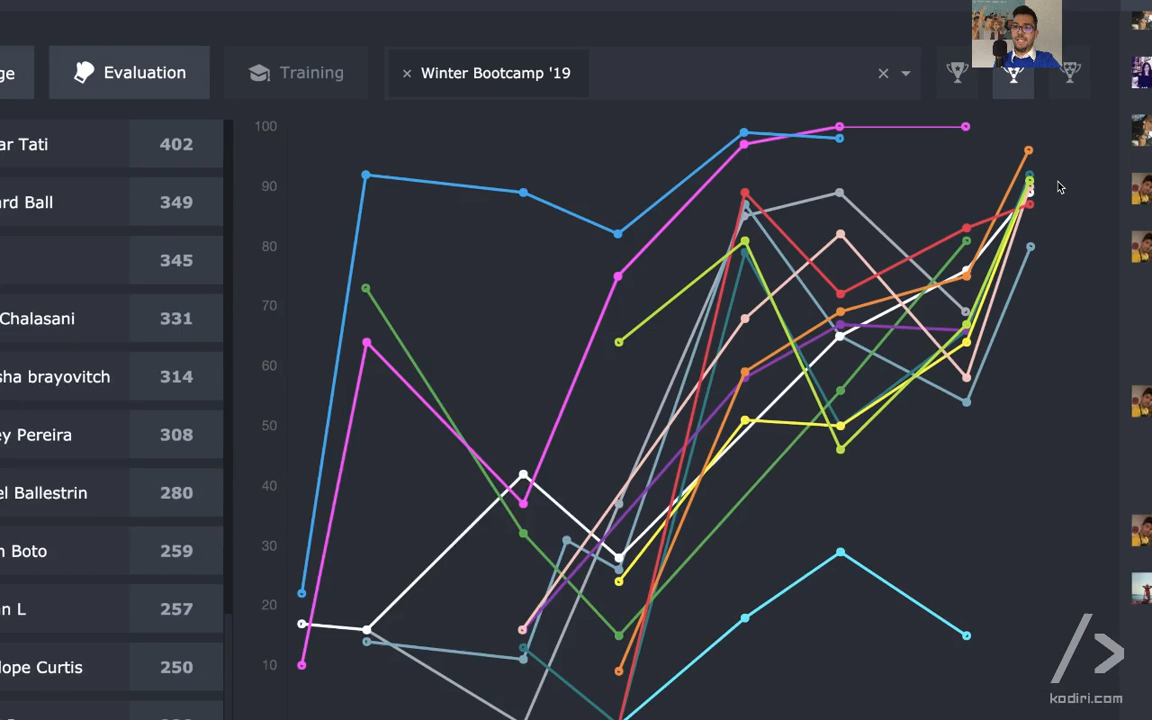 ge
Evaluation
Training
× Winter Bootcamp '19
ar Tati 402
rd Ball 349
345
Chalasani 331
sha brayovitch 314
ey Pereira 308
el Ballestrin 280
n Boto 259
n L 257
lope Curtis 250
100
90
80
70
60
50
40
30
20
10
kodiri.com